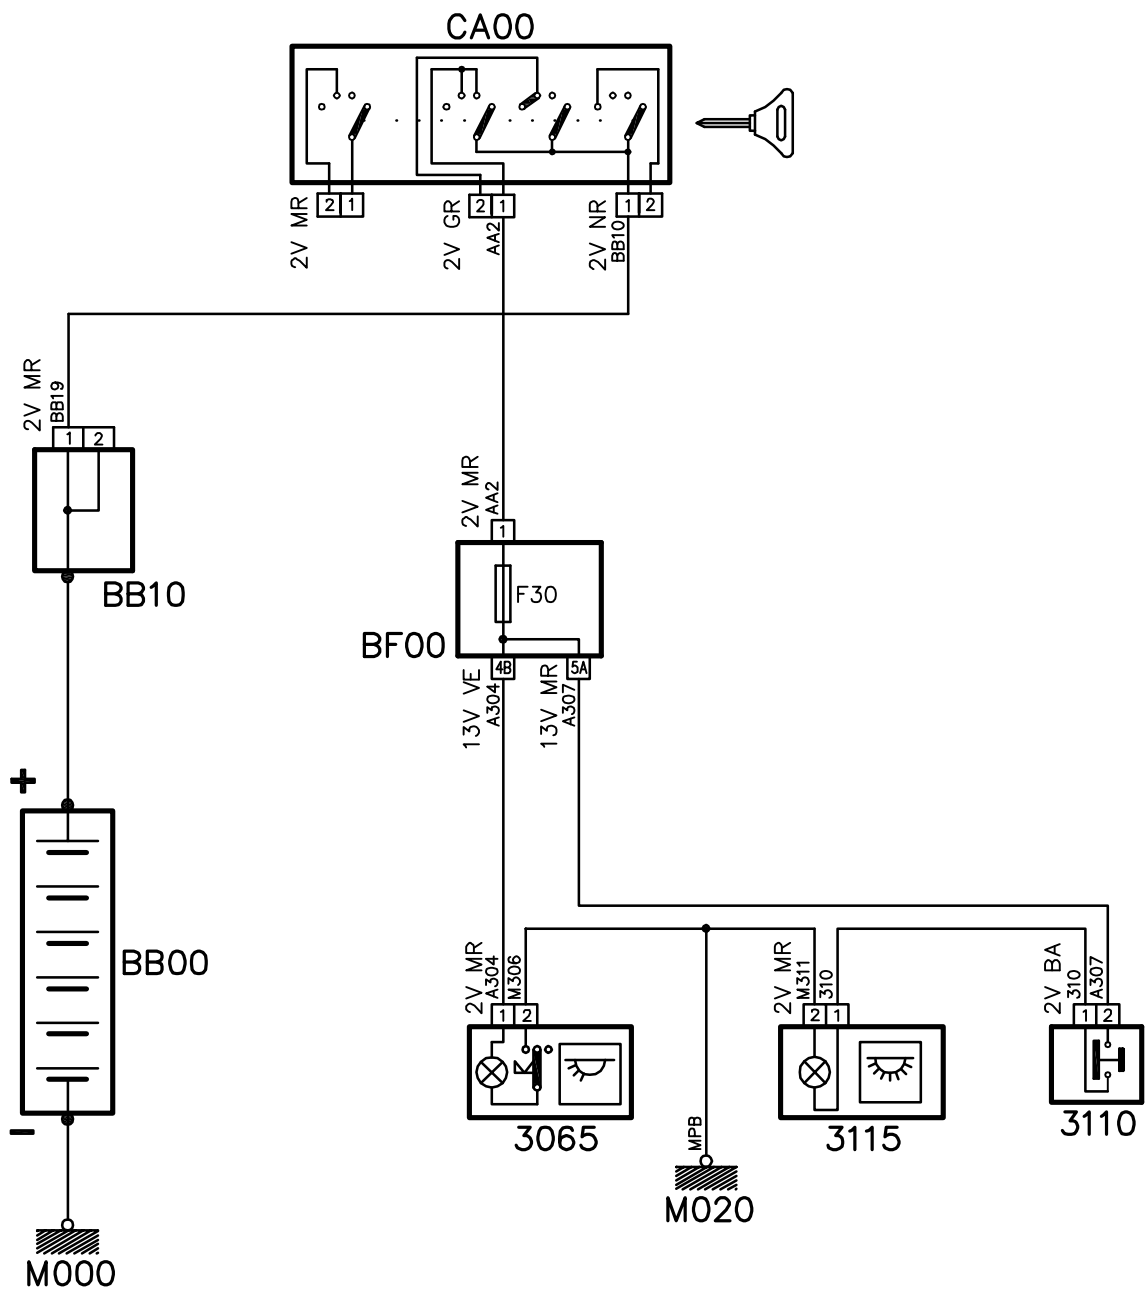 CA00
2 1
2V MR
2 1
2V GR
AA2
1 2
2V NR
BB10
2V MR
BB19
1 2
BB10
2V MR
AA2
1
F30
BF00
4B
5A
13V VE
A304
13V MR
A307
+
BB00
−
M000
2V MR
A304
M306
1 2
3065
MPB
M020
2V MR
M311
310
2 1
3115
2V BA
310
A307
1 2
3110